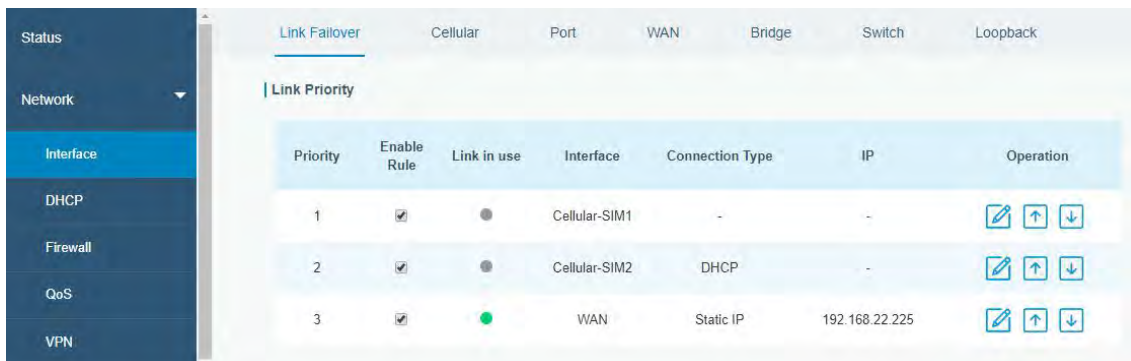 Status
Network
Interface
DHCP
Firewall
QoS
VPN
Link Failover Cellular Port WAN Bridge Switch Loopback
Link Priority
Priority Enable Rule Link in use Interface Connection Type IP Operation
1 Cellular-SIM1 - -
2 Cellular-SIM2 DHCP -
3 WAN Static IP 192.168.22.225